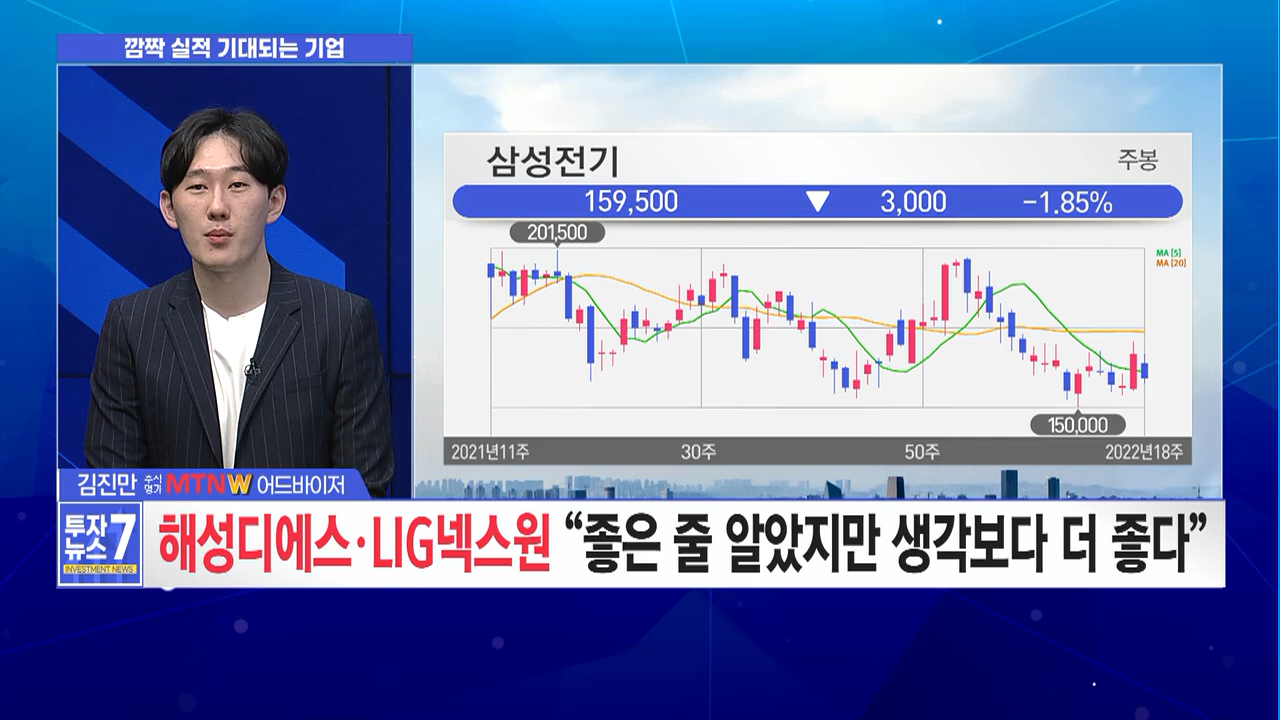 깜짝 실적 기대되는 기업
삼성전기
주봉
159,500 ▼ 3,000 -1.85%
201,500
MA [5]
MA [20]
150,000
2021년11주 30주 50주 2022년18주
김진만 주식명가 MTNW 어드바이저
투자뉴스7
INVESTMENT NEWS
해성디에스·LIG넥스원 “좋은 줄 알았지만 생각보다 더 좋다”